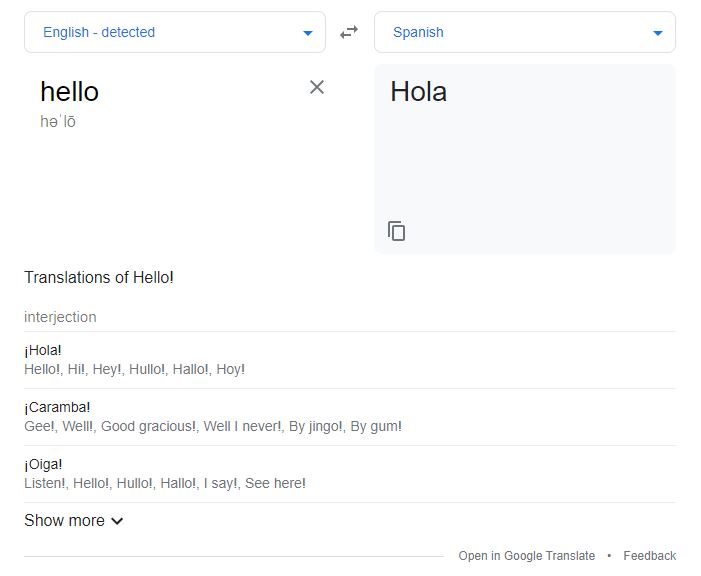 English - detected
Spanish
hello
Hola
həˈlō
Translations of Hello!
interjection
¡Hola!
Hello!, Hi!, Hey!, Hullo!, Hallo!, Hoy!
¡Caramba!
Gee!, Well!, Good gracious!, Well I never!, By jingo!, By gum!
¡Oiga!
Listen!, Hello!, Hullo!, Hallo!, I say!, See here!
Show more
Open in Google Translate • Feedback